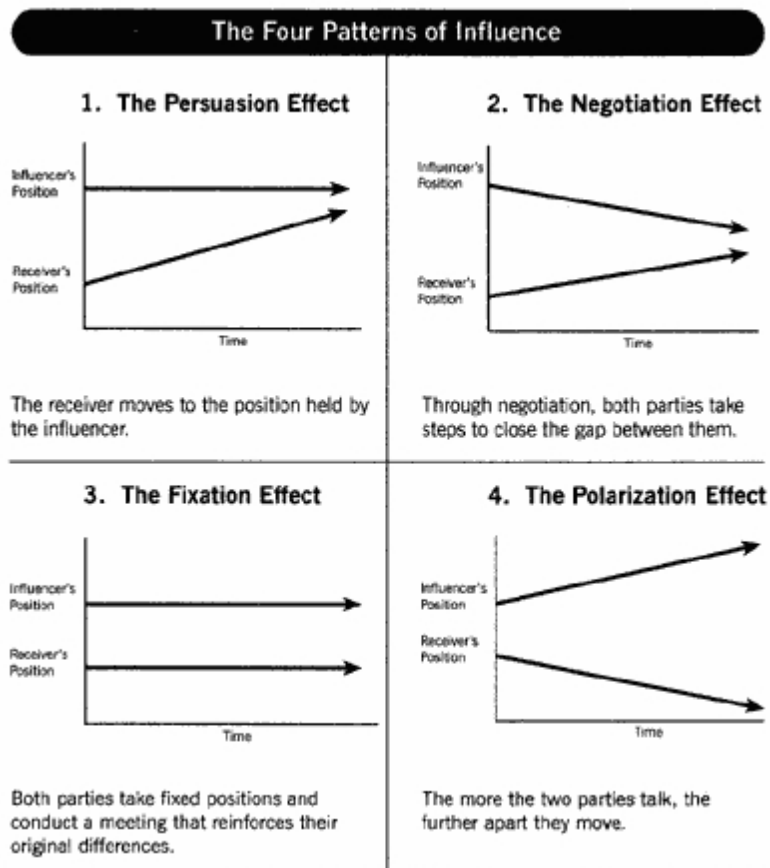 The Four Patterns of Influence
1. The Persuasion Effect
Influencer's
Position
Receiver's
Position
Time
The receiver moves to the position held by
the influencer.
2. The Negotiation Effect
Influencer's
Position
Receiver's
Position
Time
Through negotiation, both parties take
steps to close the gap between them.
3. The Fixation Effect
Influencer's
Position
Receiver's
Position
Time
Both parties take fixed positions and
conduct a meeting that reinforces their
original differences.
4. The Polarization Effect
Influencer's
Position
Receiver's
Position
Time
The more the two parties talk, the
further apart they move.